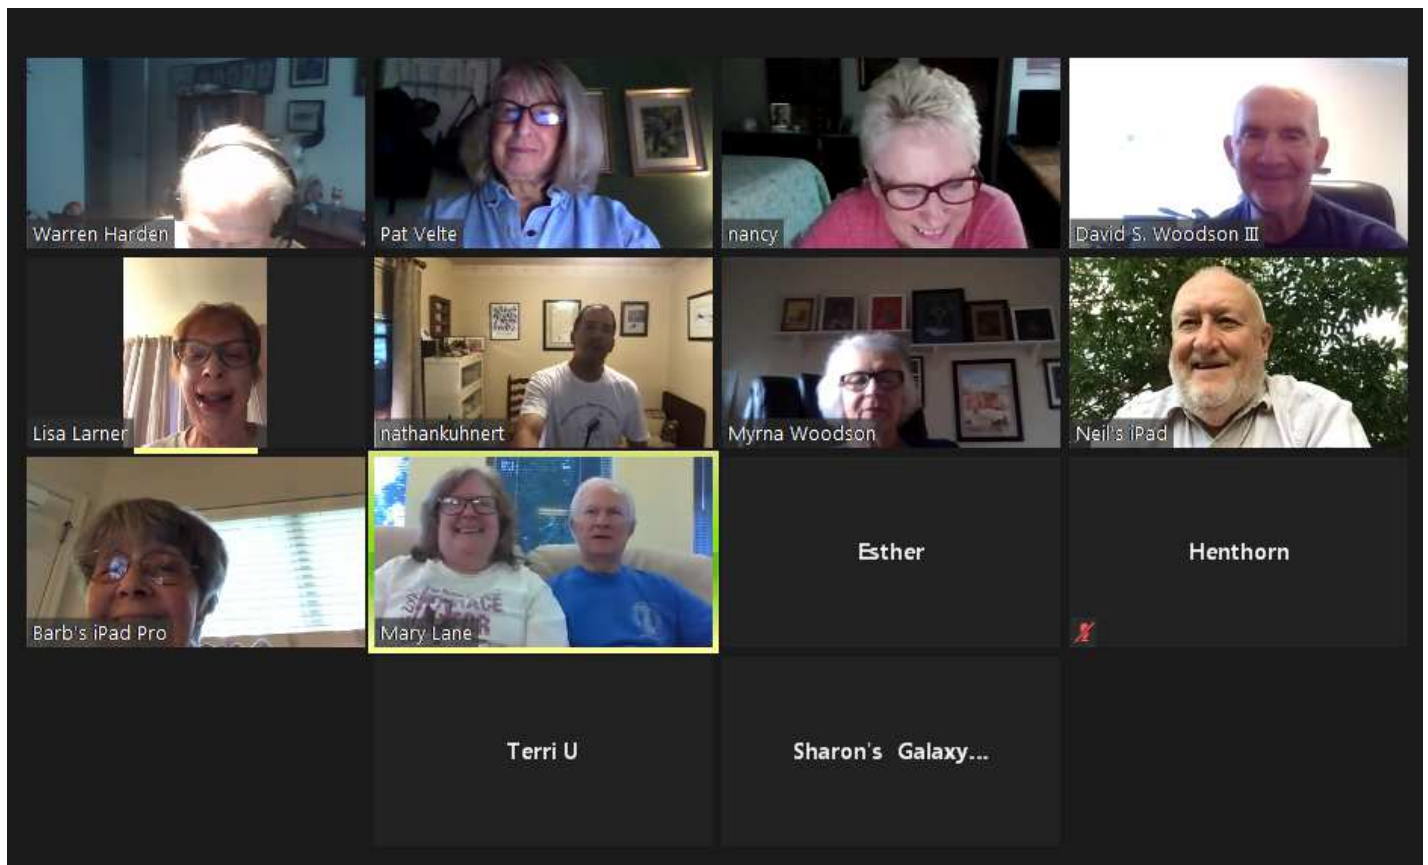 Warren Harden
Pat Velte
nancy
David S. Woodson III
Lisa Larner
nathankuhnert
Myrna Woodson
Neil's iPad
Barb's iPad Pro
Mary Lane
Esther
Henthorn
Terri U
Sharon's Galaxy...